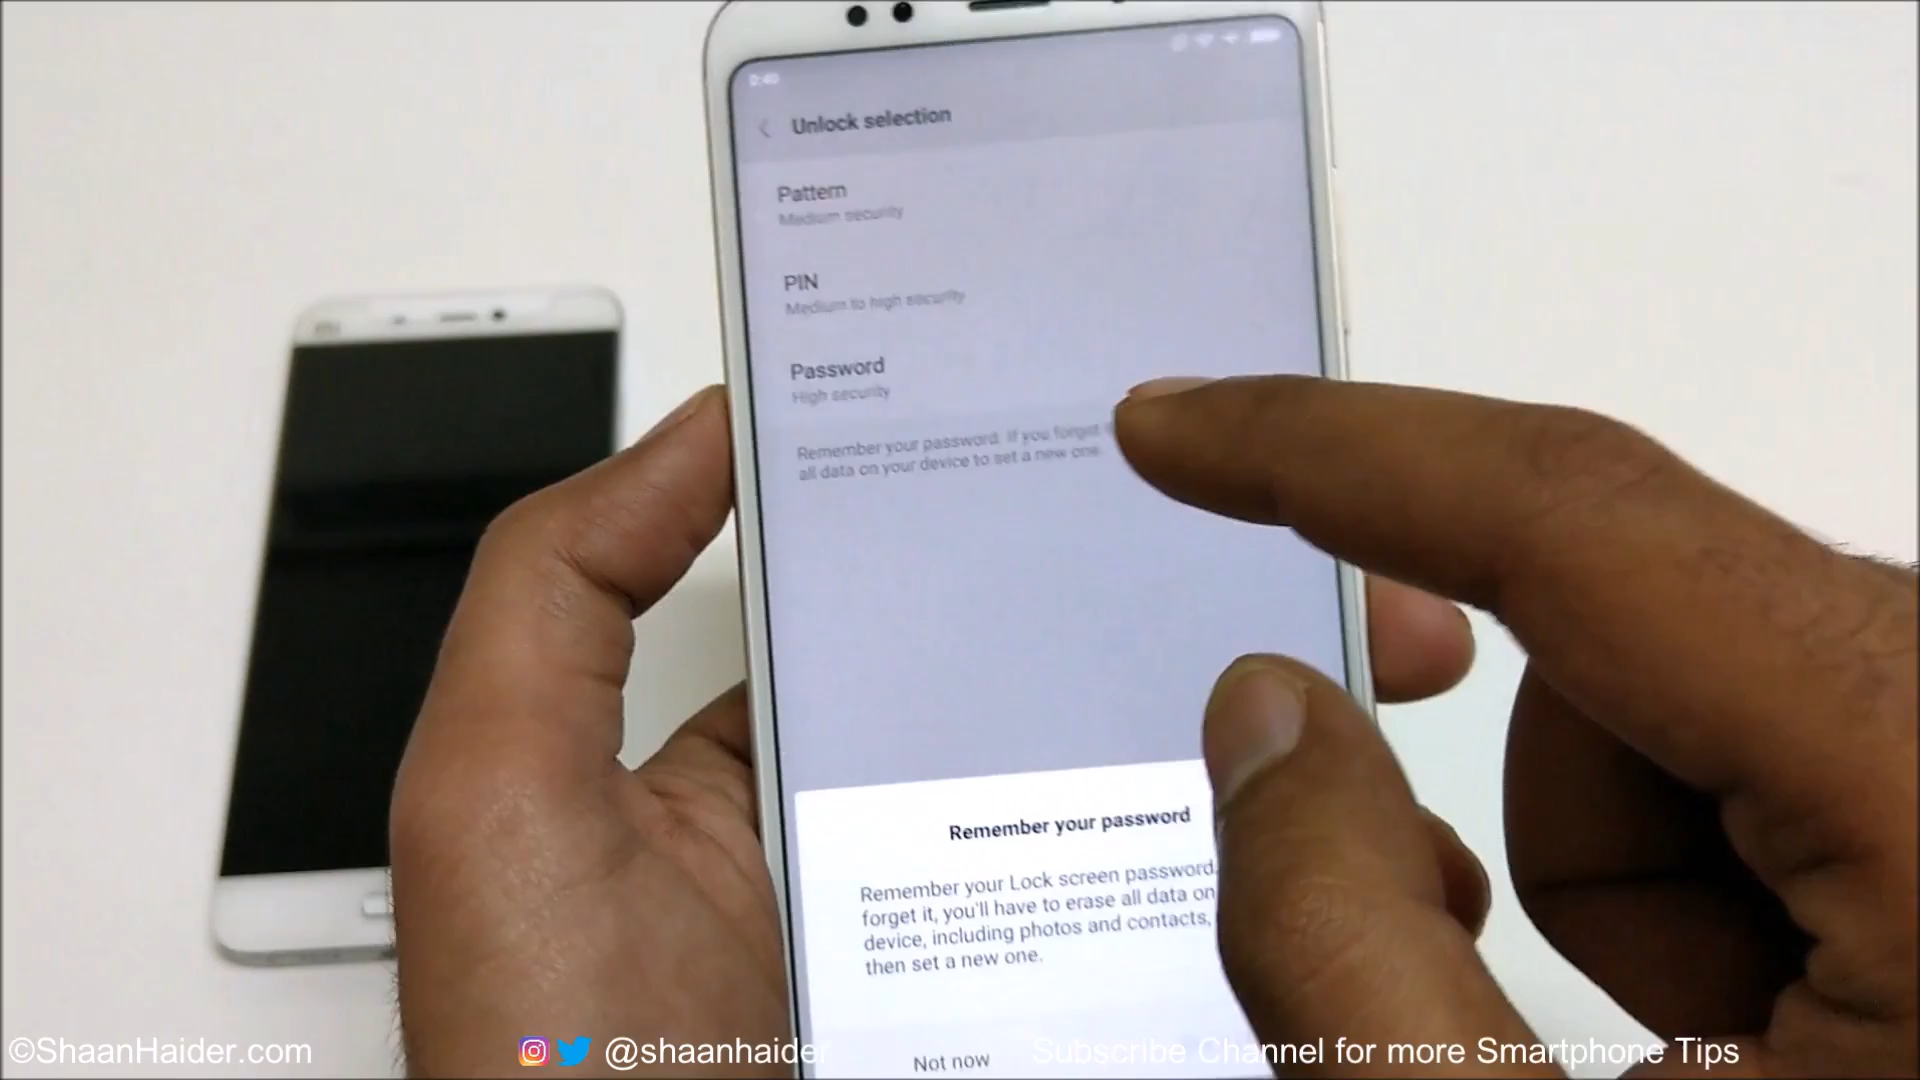 0:40
Unlock selection
Pattern
Medium security
PIN
Medium to high security
Password
High security
Remember your password. If you forget
all data on your device to set a new one.
Remember your password
Remember your Lock screen password.
forget it, you'll have to erase all data on
device, including photos and contacts,
then set a new one.
Not now
©ShaanHaider.com
@shaanhaider
Subscribe Channel for more Smartphone Tips